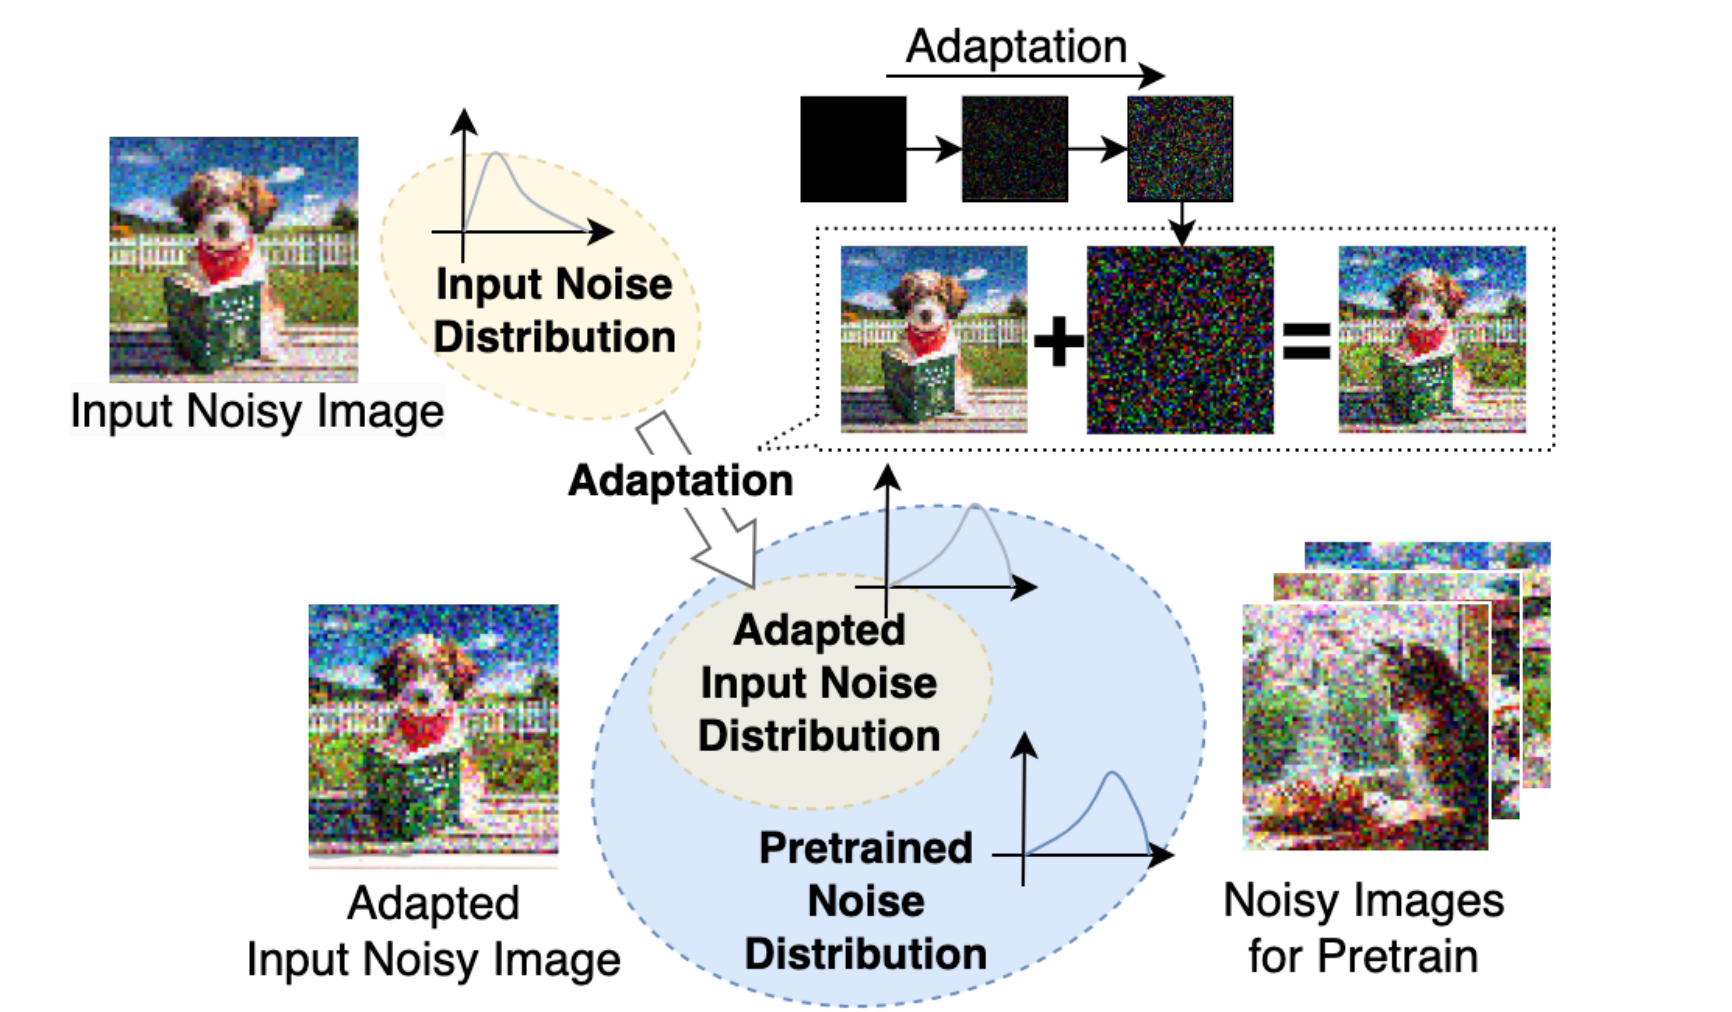 Adaptation
Input Noise
Distribution
Input Noisy Image
Adaptation
Adapted
Input Noise
Distribution
Pretrained
Noise
Distribution
Adapted
Input Noisy Image
Noisy Images
for Pretrain